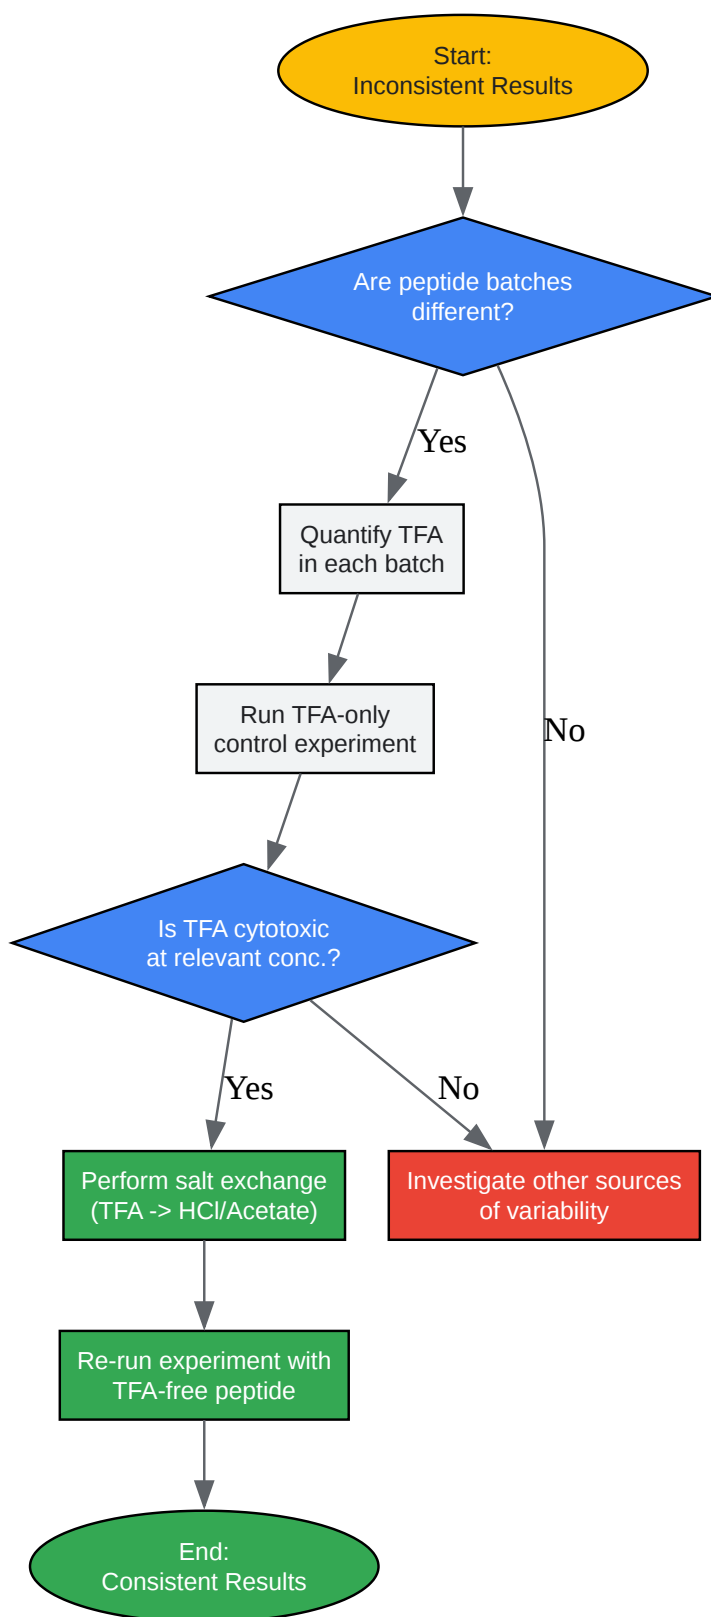 Start:
Inconsistent Results
Are peptide batches
different?
Yes
Quantify TFA
in each batch
Run TFA-only
control experiment
No
Is TFA cytotoxic
at relevant conc.?
Yes
No
Perform salt exchange
(TFA -> HCl/Acetate)
Investigate other sources
of variability
Re-run experiment with
TFA-free peptide
End:
Consistent Results